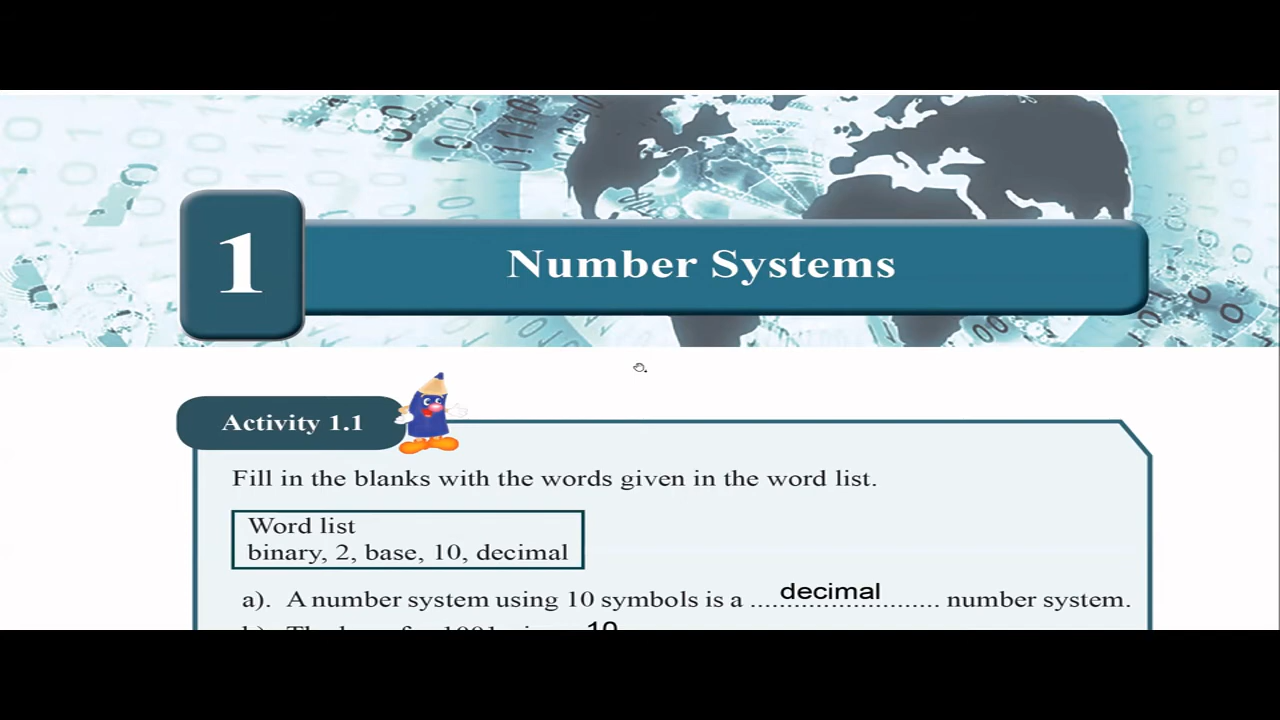 1
Number Systems
Activity 1.1
Fill in the blanks with the words given in the word list.
Word list
binary, 2, base, 10, decimal
a). A number system using 10 symbols is a ..........decimal.......... number system.
10